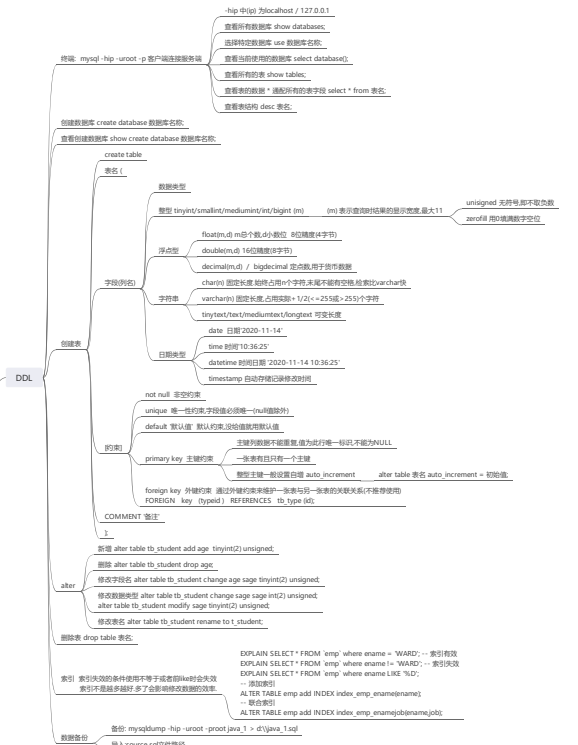 -hip 中(ip) 为localhost / 127.0.0.1
查看所有数据库 show databases;
选择特定数据库 use 数据库名称;
终端: mysql -hip -uroot -p 客户端连接服务端
查看当前使用的数据库 select database();
查看所有的表 show tables;
查看表的数据 * 通配所有的表字段 select * from 表名;
查看表结构 desc 表名;
创建数据库 create database 数据库名称;
查看创建数据库 show create database 数据库名称;
create table
表名 (
数据类型
整型 tinyint/smallint/mediumint/int/bigint (m)
(m) 表示查询时结果的显示宽度,最大11
unisigned 无符号,即不取负数
zerofill 用0填满数字空位
float(m,d) m总个数,d小数位 8位精度(4字节)
浮点型
double(m,d) 16位精度(8字节)
decimal(m,d) / bigdecimal 定点数,用于货币数据
字段(列名)
char(n) 固定长度,始终占用n个字符,末尾不能有空格,检索比varchar快
字符串
varchar(n) 固定长度,占用实际+1/2(<=255或>255)个字符
tinytext/text/mediumtext/longtext 可变长度
date 日期'2020-11-14'
time 时间'10:36:25'
日期类型
datetime 时间日期 '2020-11-14 10:36:25'
timestamp 自动存储记录修改时间
创建表
DDL
not null 非空约束
unique 唯一性约束,字段值必须唯一(null值除外)
default '默认值' 默认约束,没给值就用默认值
[约束]
primary key 主键约束
主键列数据不能重复,值为此行唯一标识,不能为NULL
一张表有且只有一个主键
整型主键一般设置自增 auto_increment
alter table 表名 auto_increment = 初始值;
foreign key 外键约束 通过外键约束来维护一张表与另一张表的关联关系(不推荐使用)
FOREIGN key (typeid ) REFERENCES tb_type (id);
COMMENT '备注'
);
新增 alter table tb_student add age tinyint(2) unsigned;
删除 alter table tb_student drop age;
alter
修改字段名 alter table tb_student change age sage tinyint(2) unsigned;
修改数据类型 alter table tb_student change sage sage int(2) unsigned;
alter table tb_student modify sage tinyint(2) unsigned;
修改表名 alter table tb_student rename to t_student;
删除表 drop table 表名;
索引 索引失效的条件使用不等于或者前like时会失效
索引不是越多越好.多了会影响修改数据的效率.
EXPLAIN SELECT * FROM `emp` where ename = 'WARD'; -- 索引有效
EXPLAIN SELECT * FROM `emp` where ename != 'WARD'; -- 索引失效
EXPLAIN SELECT * FROM `emp` where ename LIKE '%D';
-- 添加索引
ALTER TABLE emp add INDEX index_emp_ename(ename);
-- 联合索引
ALTER TABLE emp add INDEX index_emp_enamejob(ename,job);
数据备份
备份: mysqldump -hip -uroot -proot java_1 > d:\\java_1.sql